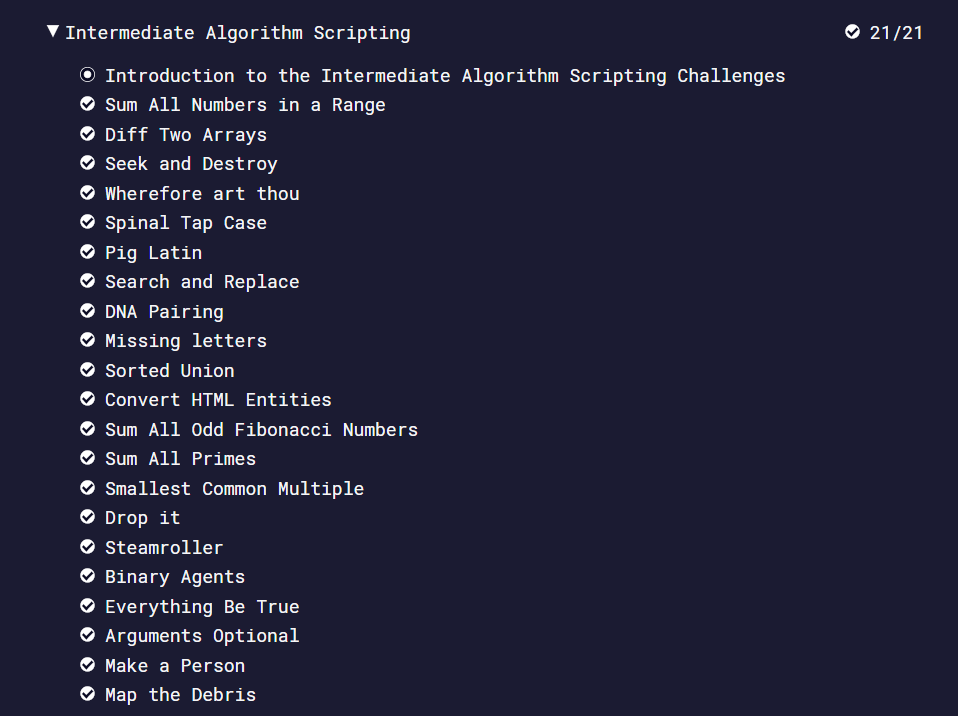 Intermediate Algorithm Scripting 21/21
Introduction to the Intermediate Algorithm Scripting Challenges
Sum All Numbers in a Range
Diff Two Arrays
Seek and Destroy
Wherefore art thou
Spinal Tap Case
Pig Latin
Search and Replace
DNA Pairing
Missing letters
Sorted Union
Convert HTML Entities
Sum All Odd Fibonacci Numbers
Sum All Primes
Smallest Common Multiple
Drop it
Steamroller
Binary Agents
Everything Be True
Arguments Optional
Make a Person
Map the Debris